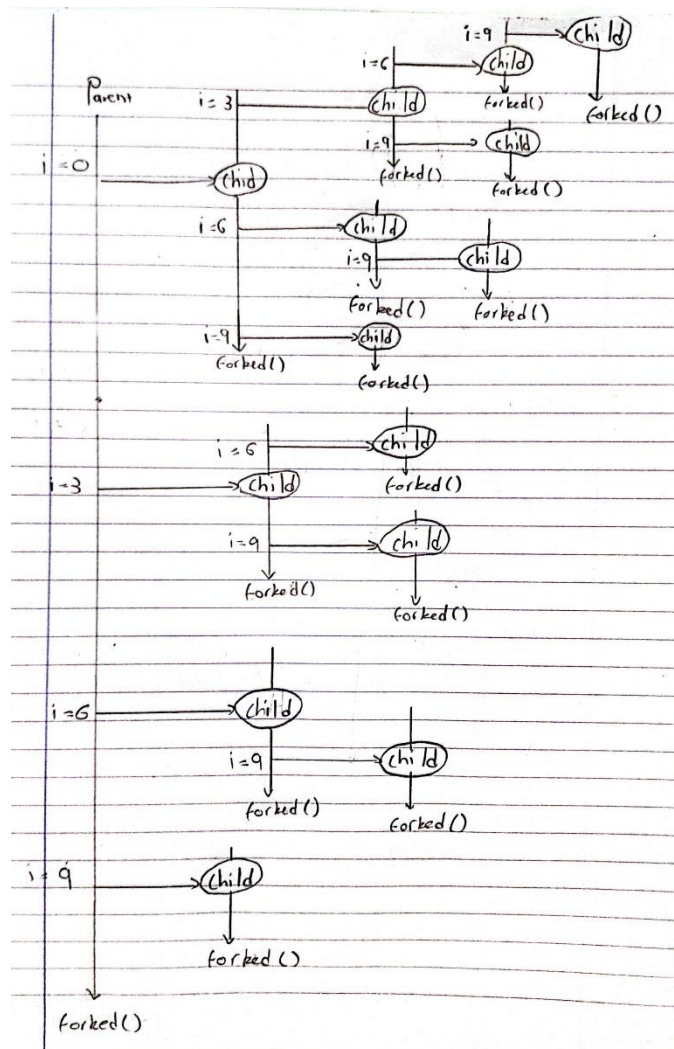 i=9 child
i=6 child
Parent i=3 child forked() forked()
i=9 child
i=0 chid forked() forked()
i=6 child
i=9 child
forked() forked()
i=9 child
forked() forked()
i=6 child
i=3 child forked()
i=9 child
forked() forked()
i=6 child
i=9 child
forked() forked()
i=9 child
forked()
forked()